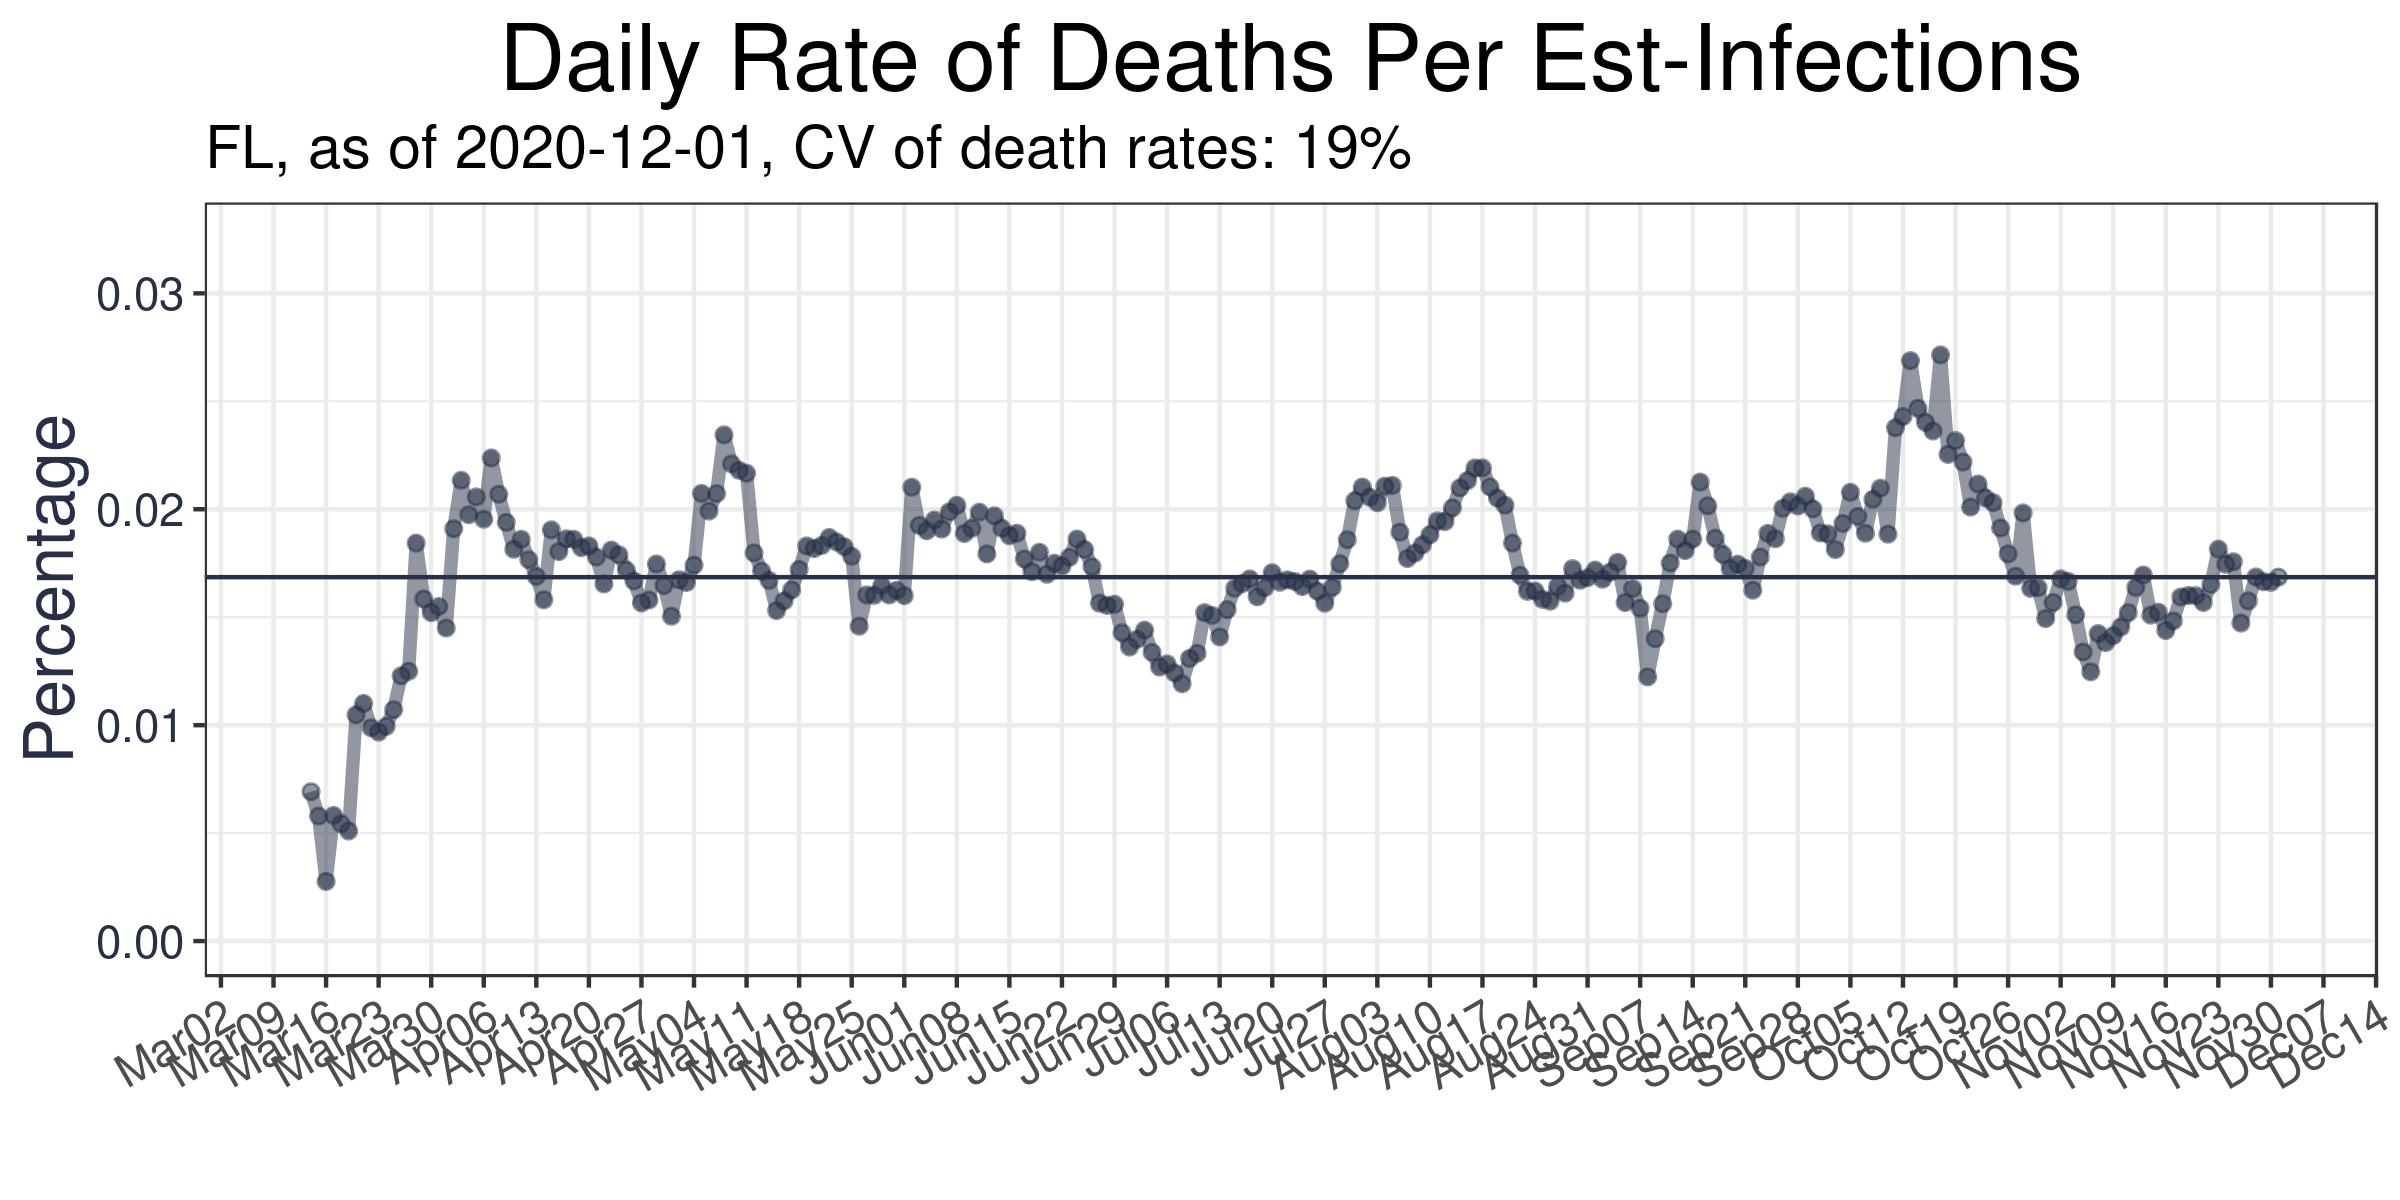 Daily Rate of Deaths Per Est-Infections
FL, as of 2020-12-01, CV of death rates: 19%
Percentage
0.03
0.02
0.01
0.00
Mar02
Mar09
Mar16
Mar23
Mar30
Apr06
Apr13
Apr20
Apr27
May04
May11
May18
May25
Jun01
Jun08
Jun15
Jun22
Jun29
Jul06
Jul13
Jul20
Jul27
Aug03
Aug10
Aug17
Aug24
Aug31
Sep07
Sep14
Sep21
Sep28
Oct05
Oct12
Oct19
Oct26
Nov02
Nov09
Nov16
Nov23
Nov30
Dec07
Dec14